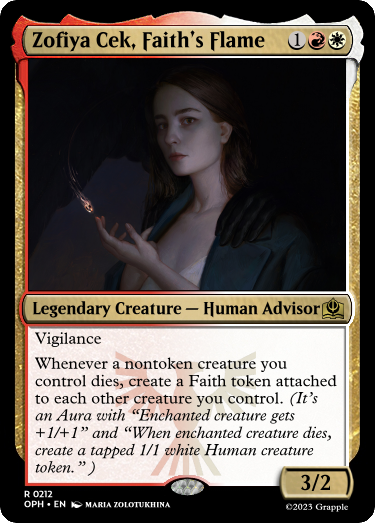 Zofiya Cek, Faith's Flame 1
Legendary Creature — Human Advisor
Vigilance
Whenever a nontoken creature you
control dies, create a Faith token attached
to each other creature you control. (It's
an Aura with “Enchanted creature gets
+1/+1” and “When enchanted creature dies,
create a tapped 1/1 white Human creature
token.” )
3/2
R 0212
OPH • EN MARIA ZOLOTUKHINA
©2023 Grapple